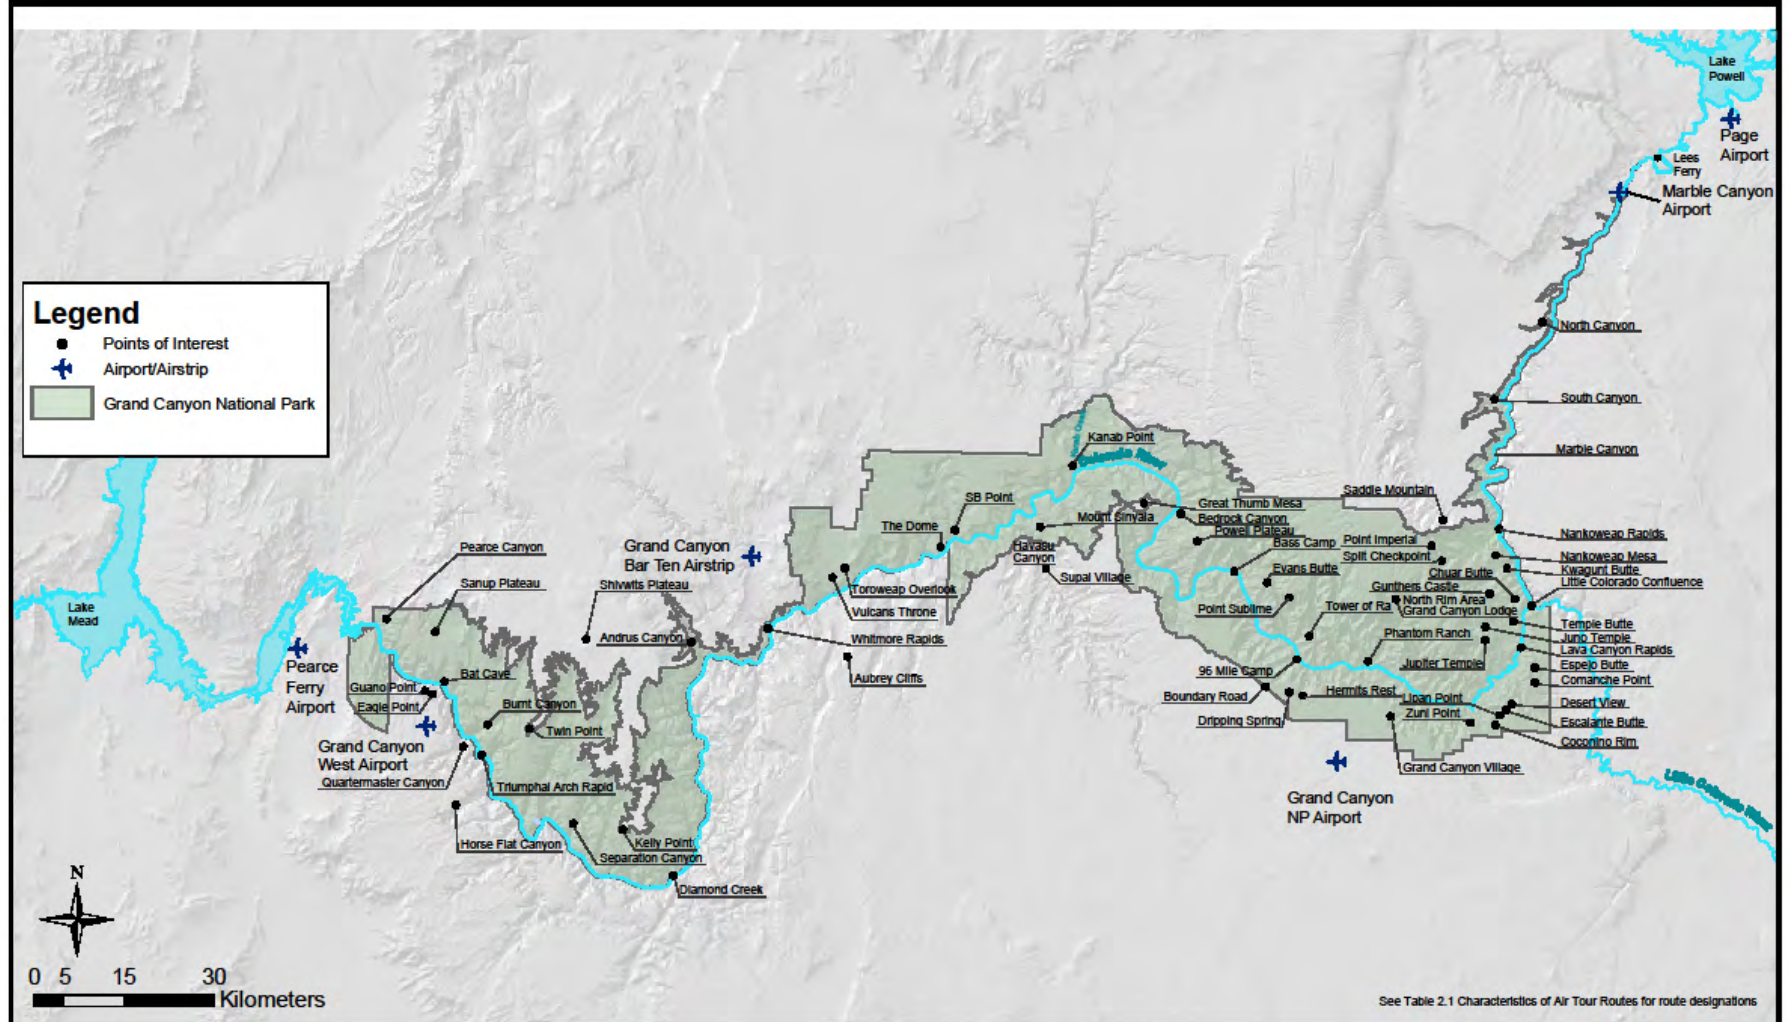 Lake
Powell
Page
Airport
Lees
Ferry
Marble Canyon
Airport
Legend
Points of Interest
Airport/Airstrip
Grand Canyon National Park
North Canyon
South Canyon
Marble Canyon
Kanab Point
Colorado River
Saddle Mountain
SB Point
Great Thumb Mesa
Mount Sinyala
Bedrock Canyon
The Dome
Powell Plateau
Nankoweap Rapids
Bass Camp
Point Imperial
Grand Canyon
Bar Ten Airstrip
Pearce Canyon
Havasu
Canyon
Split Checkpoint
Nankoweap Mesa
Evans Butte
Chuar Butte
Kwagunt Butte
Sanup Plateau
Shivwits Plateau
Supai Village
Gunthers Castle
Little Colorado Confluence
Toroweap Overlook
North Rim Area
Lake
Mead
Vulcans Throne
Point Sublime
Tower of Ra
Grand Canyon Lodge
Temple Butte
Andrus Canyon
Whitmore Rapids
Phantom Ranch
Juno Temple
Lava Canyon Rapids
Pearce
Ferry
Airport
Bat Cave
Aubrey Cliffs
96 Mile Camp
Jupiter Temple
Espejo Butte
Guano Point
Comanche Point
Eagle Point
Burnt Canyon
Boundary Road
Hermits Rest
Lipan Point
Desert View
Twin Point
Dripping Spring
Zuni Point
Escalante Butte
Grand Canyon
West Airport
Coconino Rim
Quartermaster Canyon
Triumphal Arch Rapid
Grand Canyon Village
Little Colorado River
Grand Canyon
NP Airport
Horse Flat Canyon
Kelly Point
Separation Canyon
Diamond Creek
N
0 5 15 30
Kilometers
See Table 2.1 Characteristics of Air Tour Routes for route designations